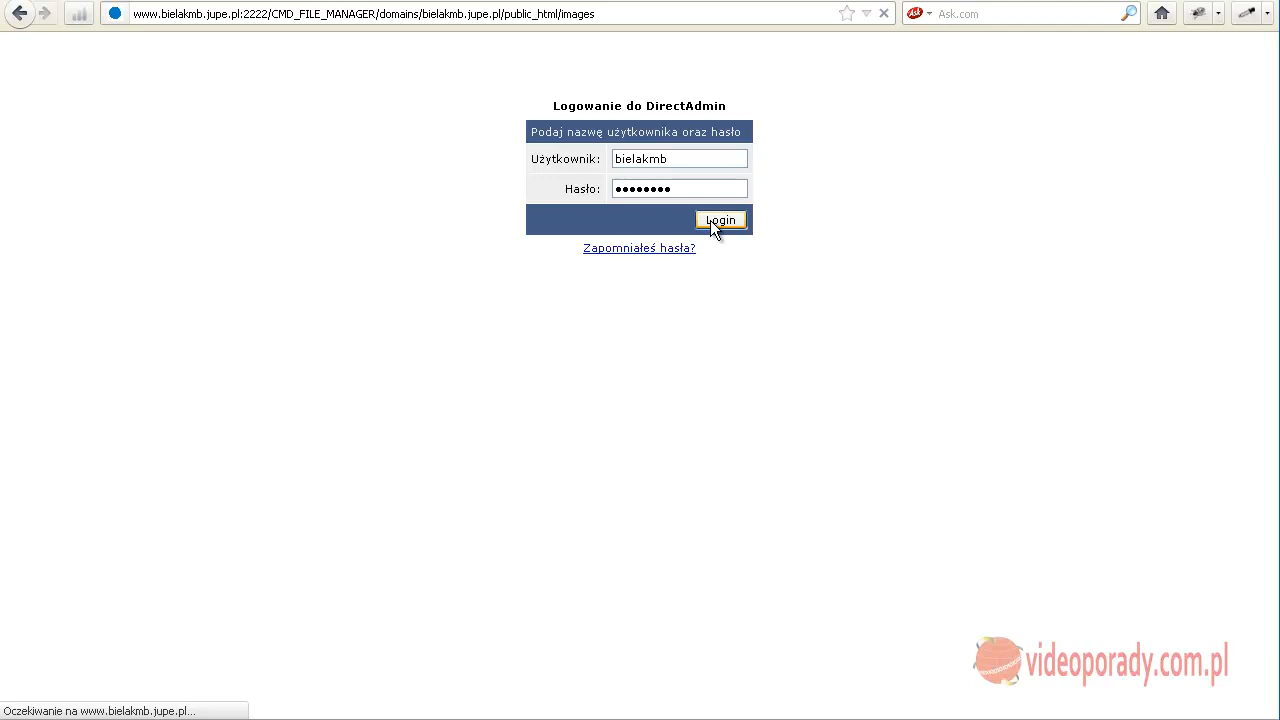 www.bielakmb.jupe.pl:2222/CMD_FILE_MANAGER/domains/bielakmb.jupe.pl/public_html/images
Ask Ask.com
Logowanie do DirectAdmin
Podaj nazwę użytkownika oraz hasło
Użytkownik: bielakmb
Hasło: ••••••••
Login
Zapomniałeś hasła?
videoporady.com.pl
Oczekiwanie na www.bielakmb.jupe.pl...